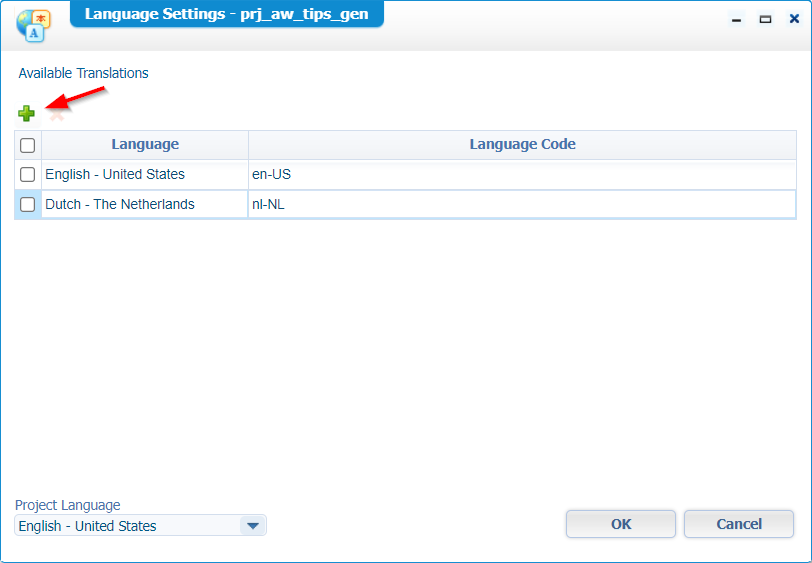 Language Settings - prj_aw_tips_gen
Available Translations
Language Language Code
English - United States en-US
Dutch - The Netherlands nl-NL
Project Language
English - United States
OK Cancel